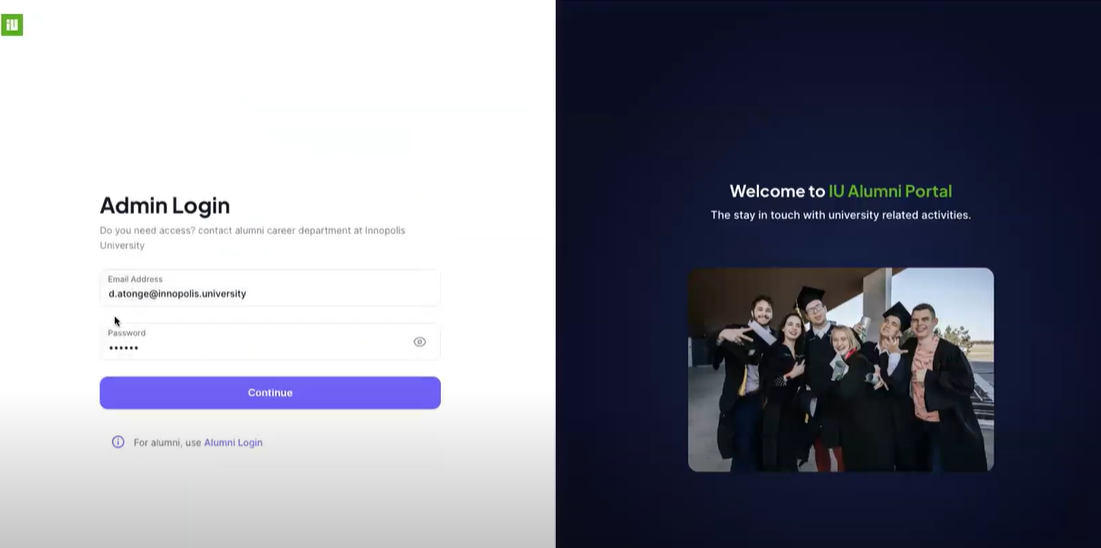 iU
Admin Login
Do you need access? contact alumni career department at Innopolis
University
Email Address
d.atonge@innopolis.university
Password
••••••
Continue
For alumni, use Alumni Login
Welcome to IU Alumni Portal
The stay in touch with university related activities.